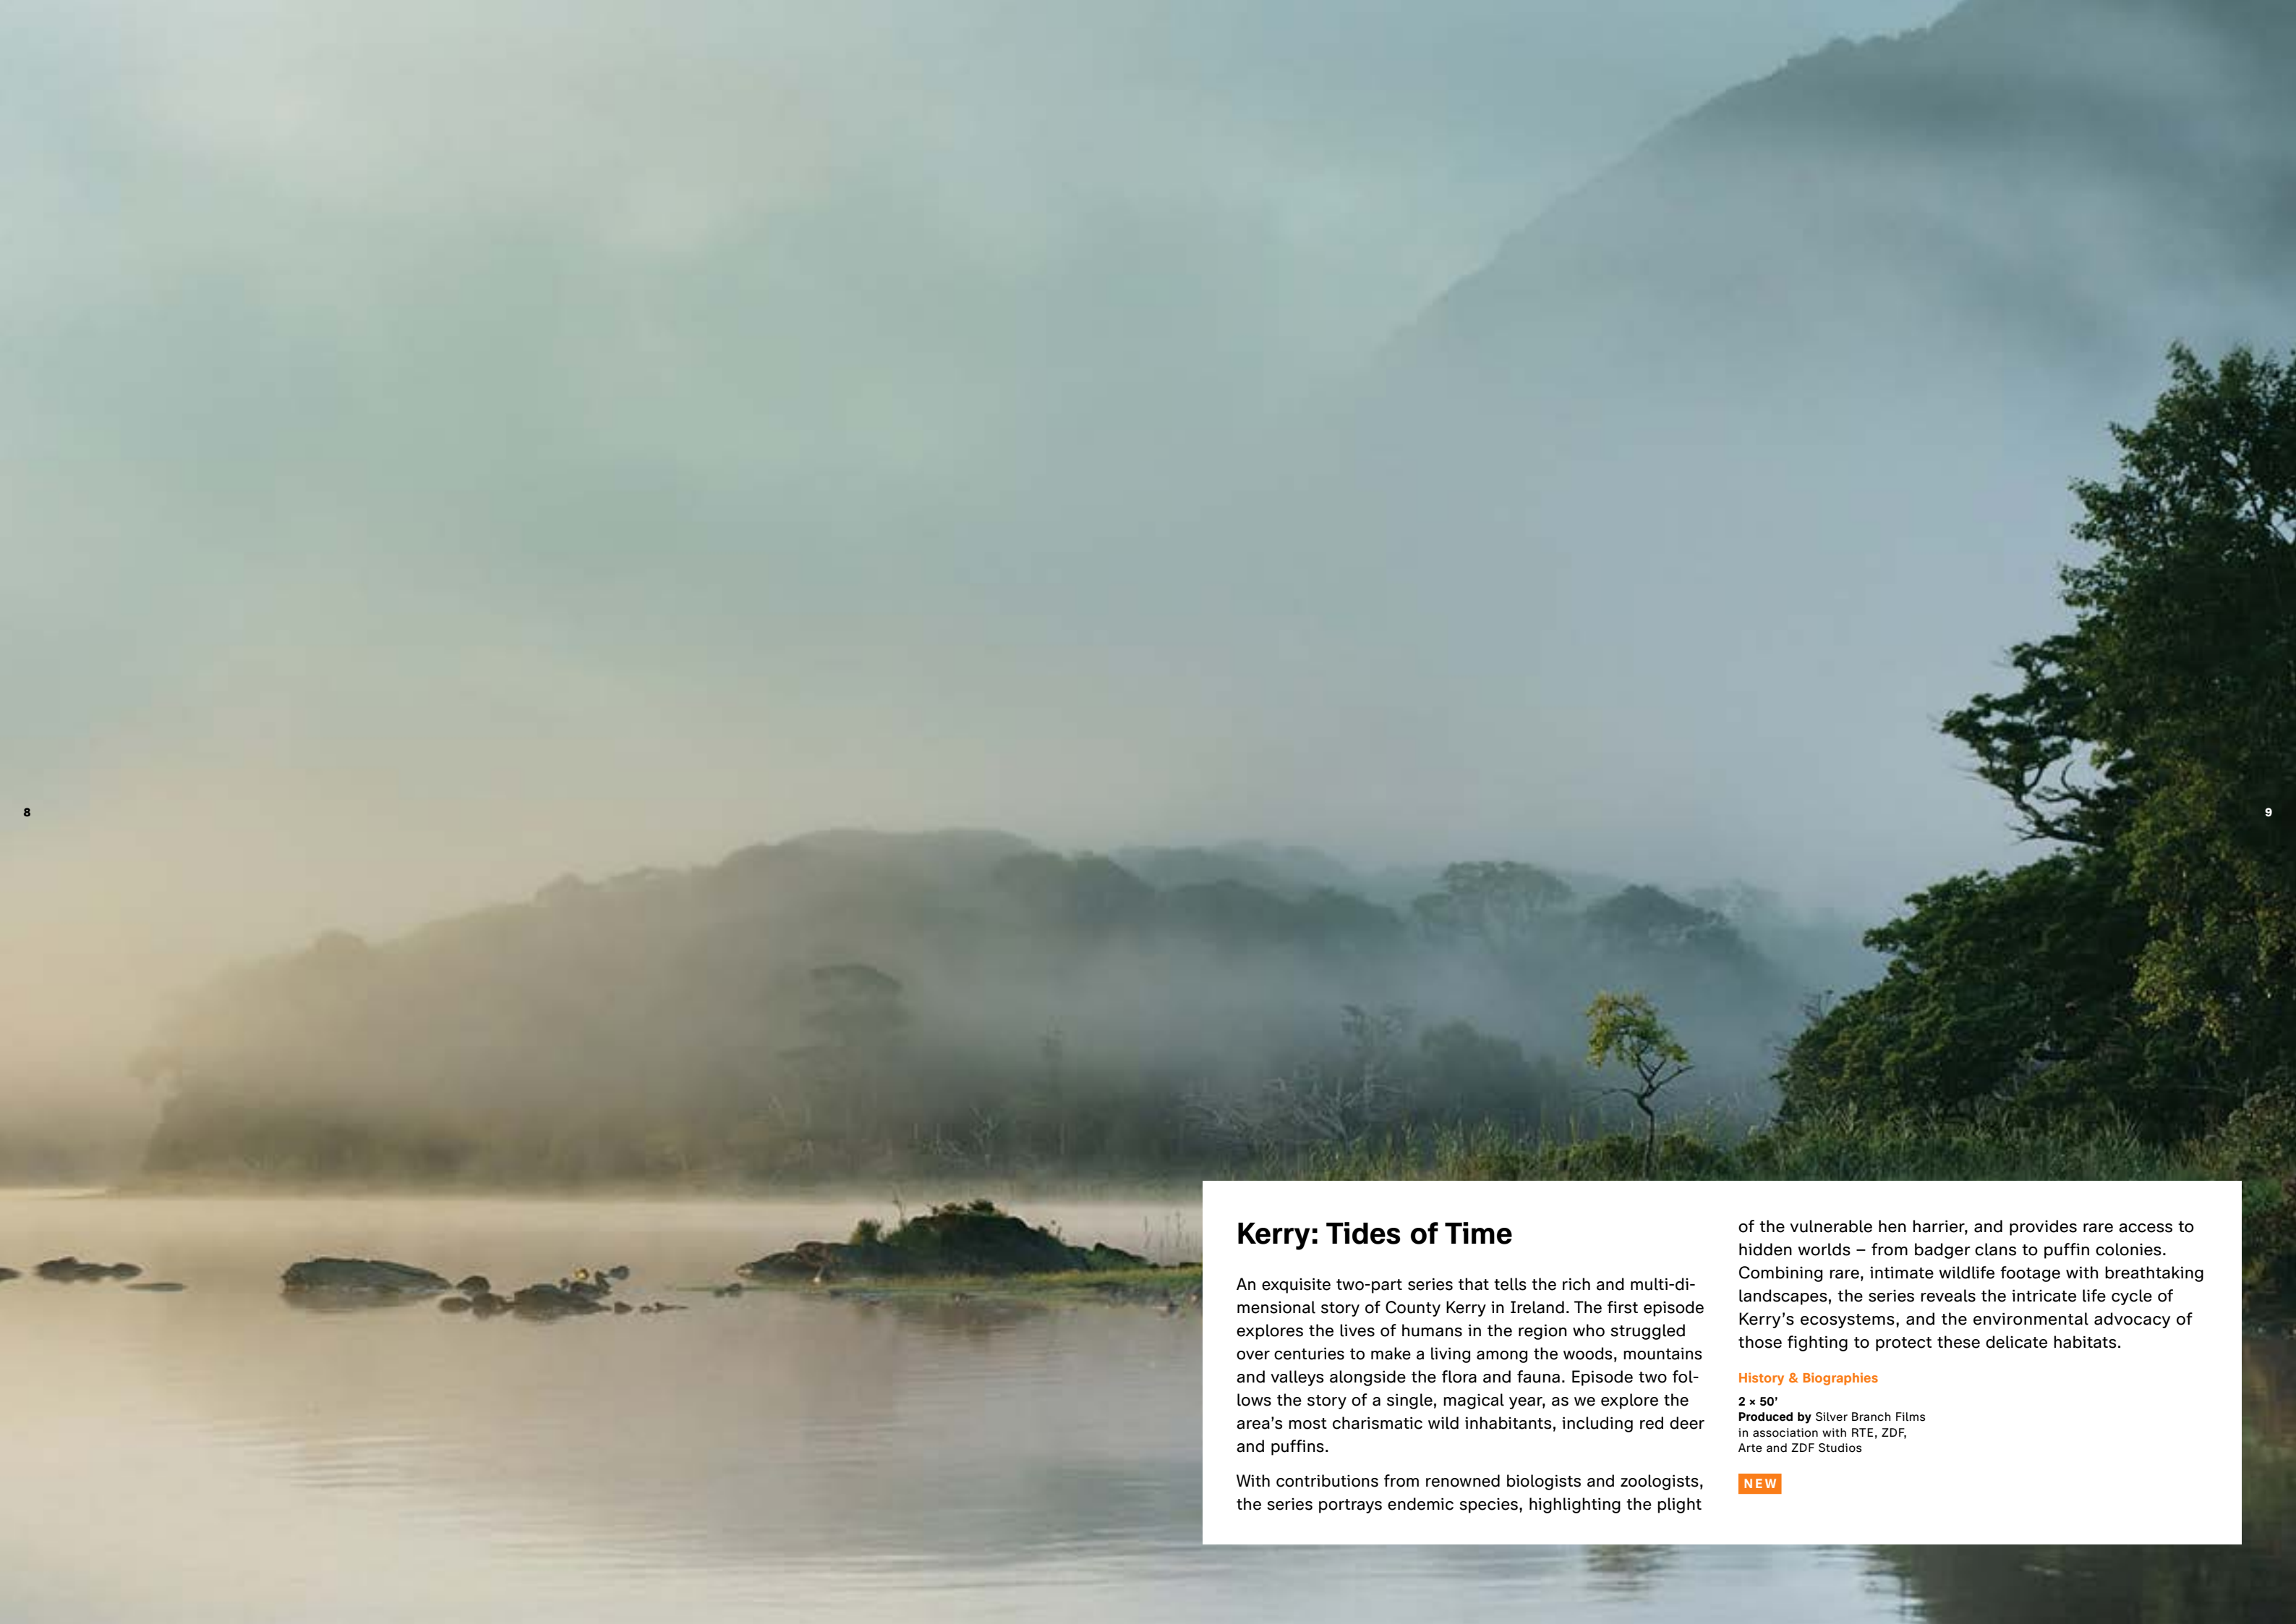 8
9
Kerry: Tides of Time
An exquisite two-part series that tells the rich and multi-di-
mensional story of County Kerry in Ireland. The first episode
explores the lives of humans in the region who struggled
over centuries to make a living among the woods, mountains
and valleys alongside the flora and fauna. Episode two fol-
lows the story of a single, magical year, as we explore the
area's most charismatic wild inhabitants, including red deer
and puffins.
With contributions from renowned biologists and zoologists,
the series portrays endemic species, highlighting the plight
of the vulnerable hen harrier, and provides rare access to
hidden worlds – from badger clans to puffin colonies.
Combining rare, intimate wildlife footage with breathtaking
landscapes, the series reveals the intricate life cycle of
Kerry's ecosystems, and the environmental advocacy of
those fighting to protect these delicate habitats.
History & Biographies
2 × 50'
Produced by Silver Branch Films
in association with RTE, ZDF,
Arte and ZDF Studios
NEW